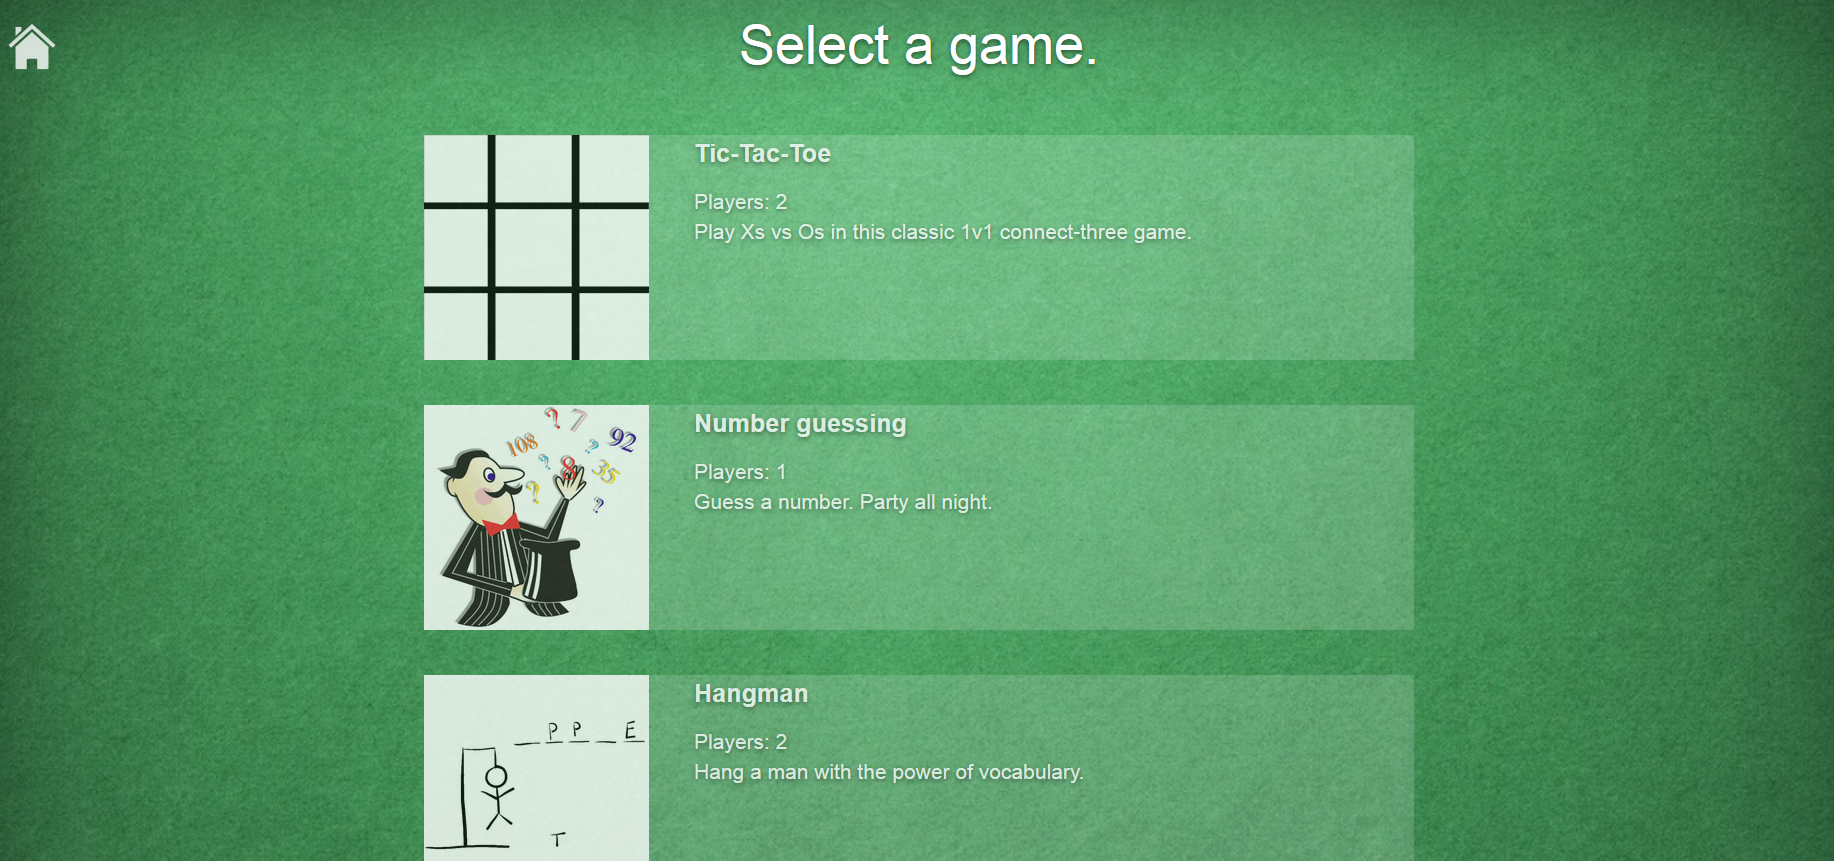 Select a game.
Tic-Tac-Toe
Players: 2
Play Xs vs Os in this classic 1v1 connect-three game.
? 7
108 ? 92
? 8 35
? ?
Number guessing
Players: 1
Guess a number. Party all night.
P P E
T
Hangman
Players: 2
Hang a man with the power of vocabulary.